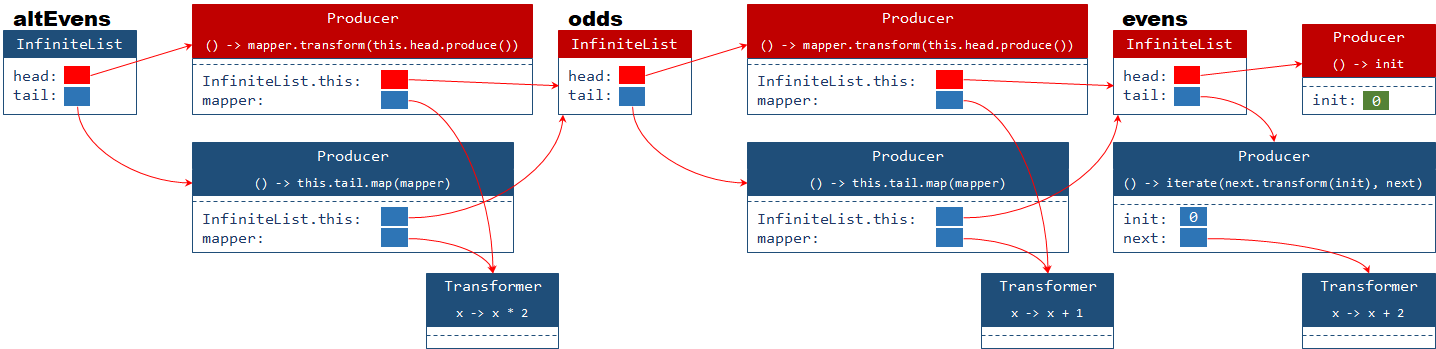 altEvens
InfiniteList
head:
tail:
Producer
() -> mapper.transform(this.head.produce())
InfiniteList.this:
mapper:
Producer
() -> this.tail.map(mapper)
InfiniteList.this:
mapper:
Transformer
x -> x * 2
odds
InfiniteList
head:
tail:
Producer
() -> mapper.transform(this.head.produce())
InfiniteList.this:
mapper:
Producer
() -> this.tail.map(mapper)
InfiniteList.this:
mapper:
Transformer
x -> x + 1
evens
InfiniteList
head:
tail:
Producer
() -> init
init: 0
Producer
() -> iterate(next.transform(init), next)
init: 0
next:
Transformer
x -> x + 2